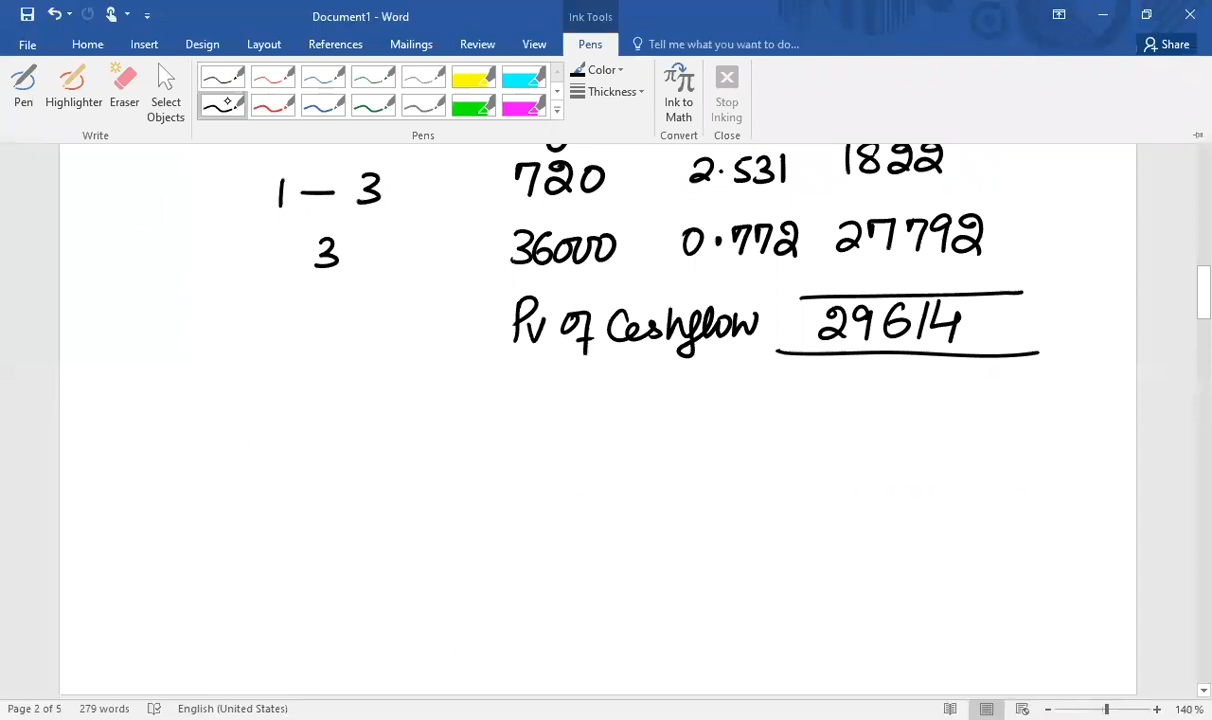 Document1 - Word
Ink Tools
File Home Insert Design Layout References Mailings Review View Pens Tell me what you want to do... Share
Pen Highlighter Eraser Select Objects
Color
Thickness
Ink to Math
Stop Inking
Write Pens Convert Close
1 - 3 720 2.531 1822
3 36000 0.772 27792
Pv of Cashflow 29614
Page 2 of 5 279 words English (United States) 140 %